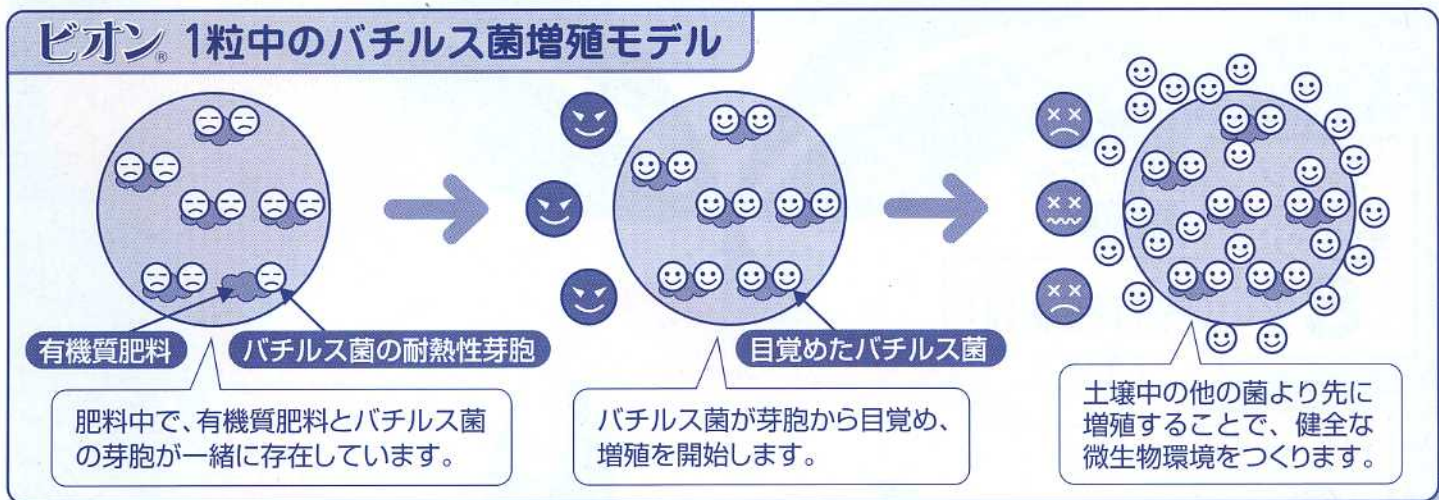 ビオン® 1粒中のバチルス菌増殖モデル
有機質肥料
バチルス菌の耐熱性芽胞
目覚めたバチルス菌
肥料中で、有機質肥料とバチルス菌
の芽胞が一緒に存在しています。
バチルス菌が芽胞から目覚め、
増殖を開始します。
土壌中の他の菌より先に
増殖することで、健全な
微生物環境をつくります。